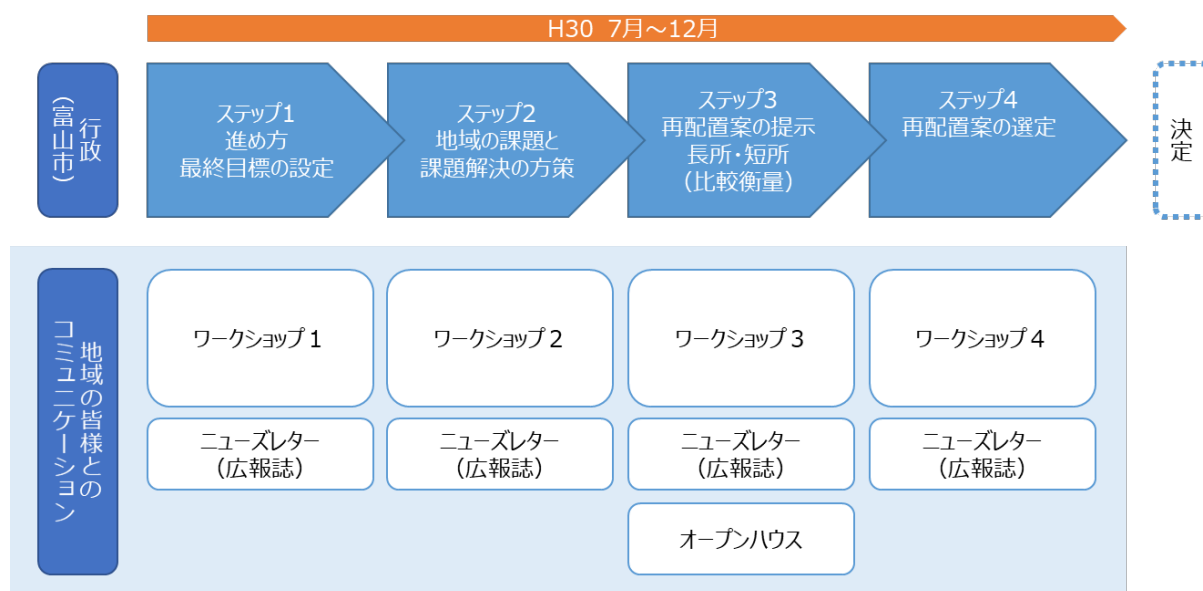 H30 7月～12月
行政
(富山市)
ステップ1
進め方
最終目標の設定
ステップ2
地域の課題と
課題解決の方策
ステップ3
再配置案の提示
長所・短所
(比較衡量)
ステップ4
再配置案の選定
決定
地域の皆様との
コミュニケーション
ワークショップ1
ワークショップ2
ワークショップ3
ワークショップ4
ニューズレター
(広報誌)
ニューズレター
(広報誌)
ニューズレター
(広報誌)
ニューズレター
(広報誌)
オープンハウス